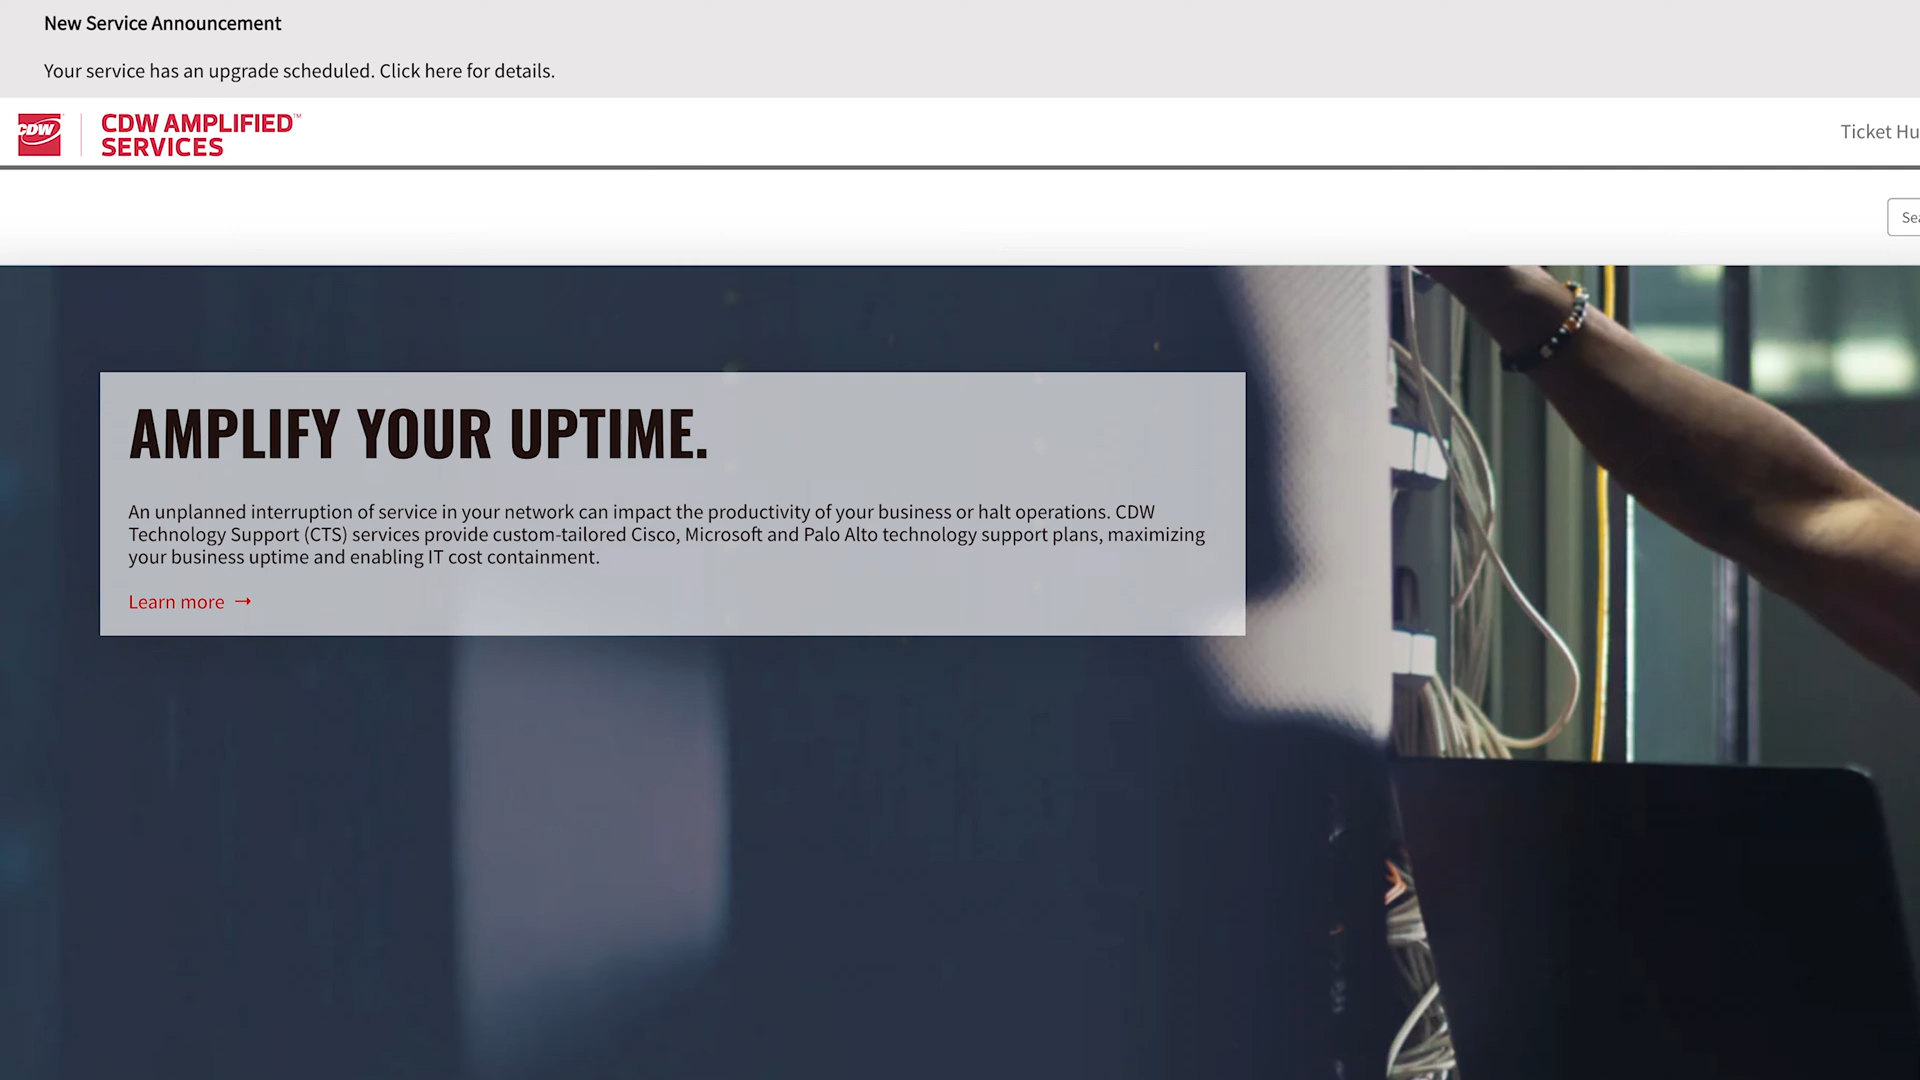 New Service Announcement
Your service has an upgrade scheduled. Click here for details.
CDW
CDW AMPLIFIED™
SERVICES
Ticket Hu
Sea
AMPLIFY YOUR UPTIME.
An unplanned interruption of service in your network can impact the productivity of your business or halt operations. CDW
Technology Support (CTS) services provide custom-tailored Cisco, Microsoft and Palo Alto technology support plans, maximizing
your business uptime and enabling IT cost containment.
Learn more →